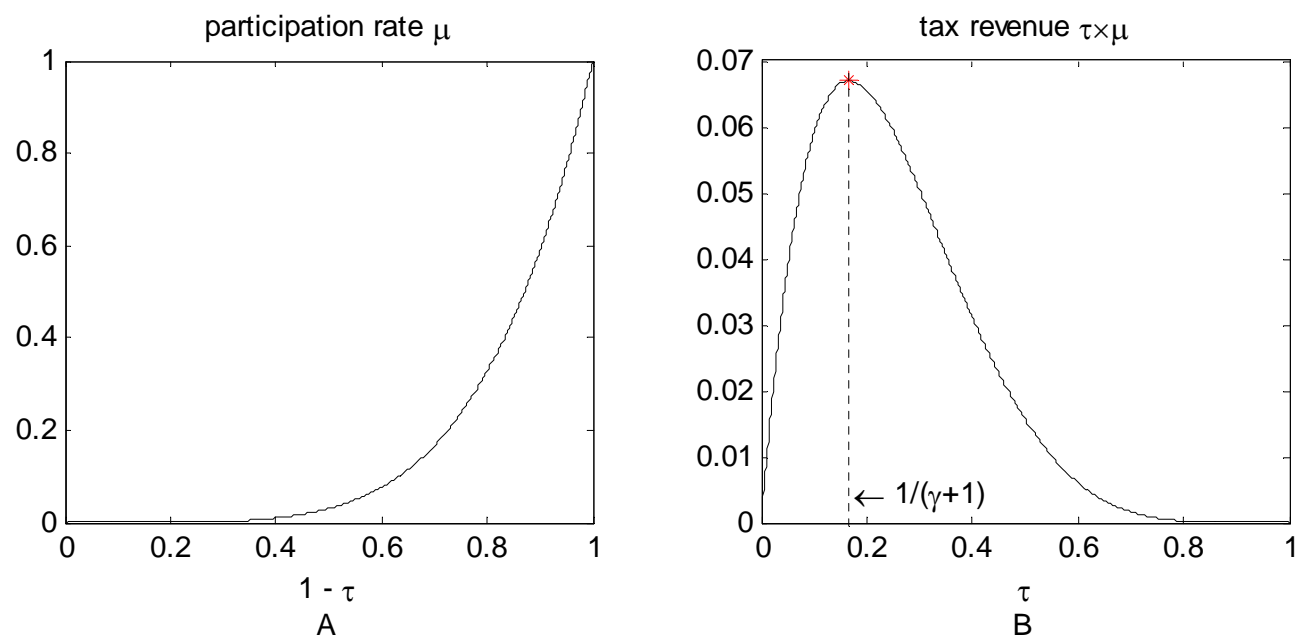 participation rate μ
1
0.8
0.6
0.4
0.2
0
0 0.2 0.4 0.6 0.8 1
1 - τ
A
tax revenue τ×μ
0.07
0.06
0.05
0.04
0.03
0.02
0.01
0
← 1/(γ+1)
0 0.2 0.4 0.6 0.8 1
τ
B